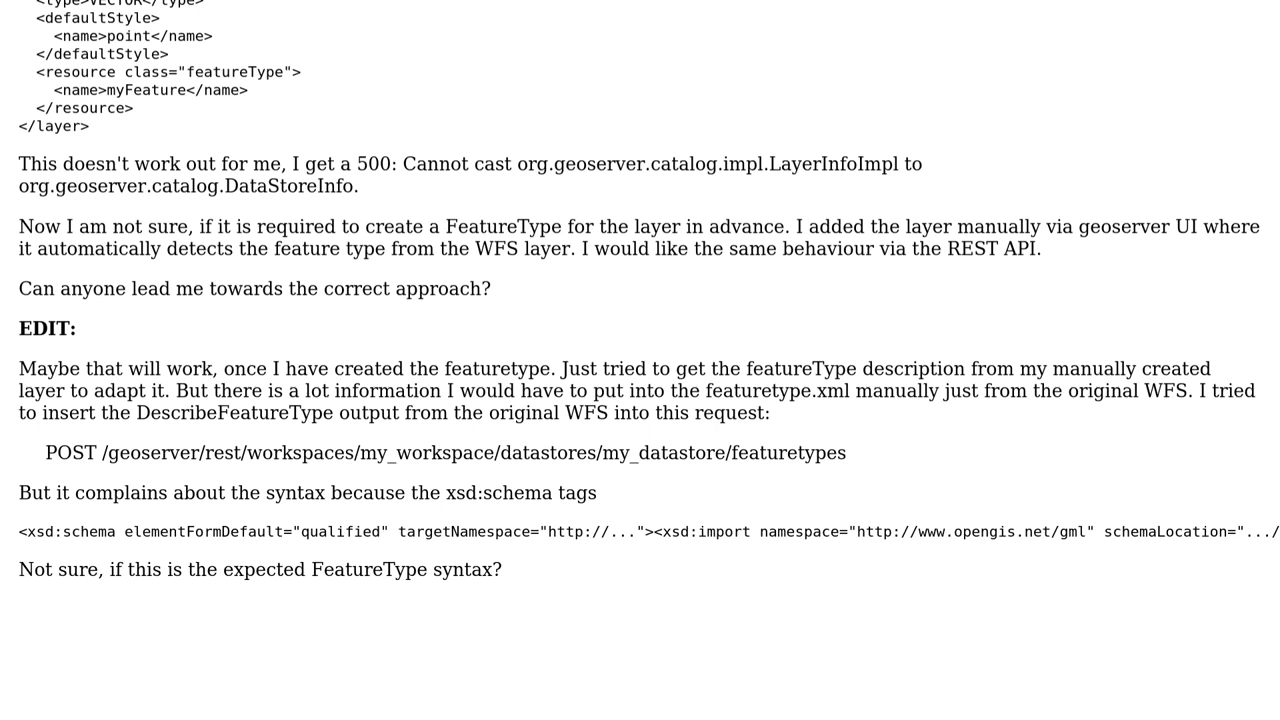 <type>VECTOR</type>
<defaultStyle>
<name>point</name>
</defaultStyle>
<resource class="featureType">
<name>myFeature</name>
</resource>
</layer>
This doesn't work out for me, I get a 500: Cannot cast org.geoserver.catalog.impl.LayerInfoImpl to
org.geoserver.catalog.DataStoreInfo.
Now I am not sure, if it is required to create a FeatureType for the layer in advance. I added the layer manually via geoserver UI where
it automatically detects the feature type from the WFS layer. I would like the same behaviour via the REST API.
Can anyone lead me towards the correct approach?
EDIT:
Maybe that will work, once I have created the featuretype. Just tried to get the featureType description from my manually created
layer to adapt it. But there is a lot information I would have to put into the featuretype.xml manually just from the original WFS. I tried
to insert the DescribeFeatureType output from the original WFS into this request:
POST /geoserver/rest/workspaces/my_workspace/datastores/my_datastore/featuretypes
But it complains about the syntax because the xsd:schema tags
<xsd:schema elementFormDefault="qualified" targetNamespace="http://..."><xsd:import namespace="http://www.opengis.net/gml" schemaLocation=".../
Not sure, if this is the expected FeatureType syntax?